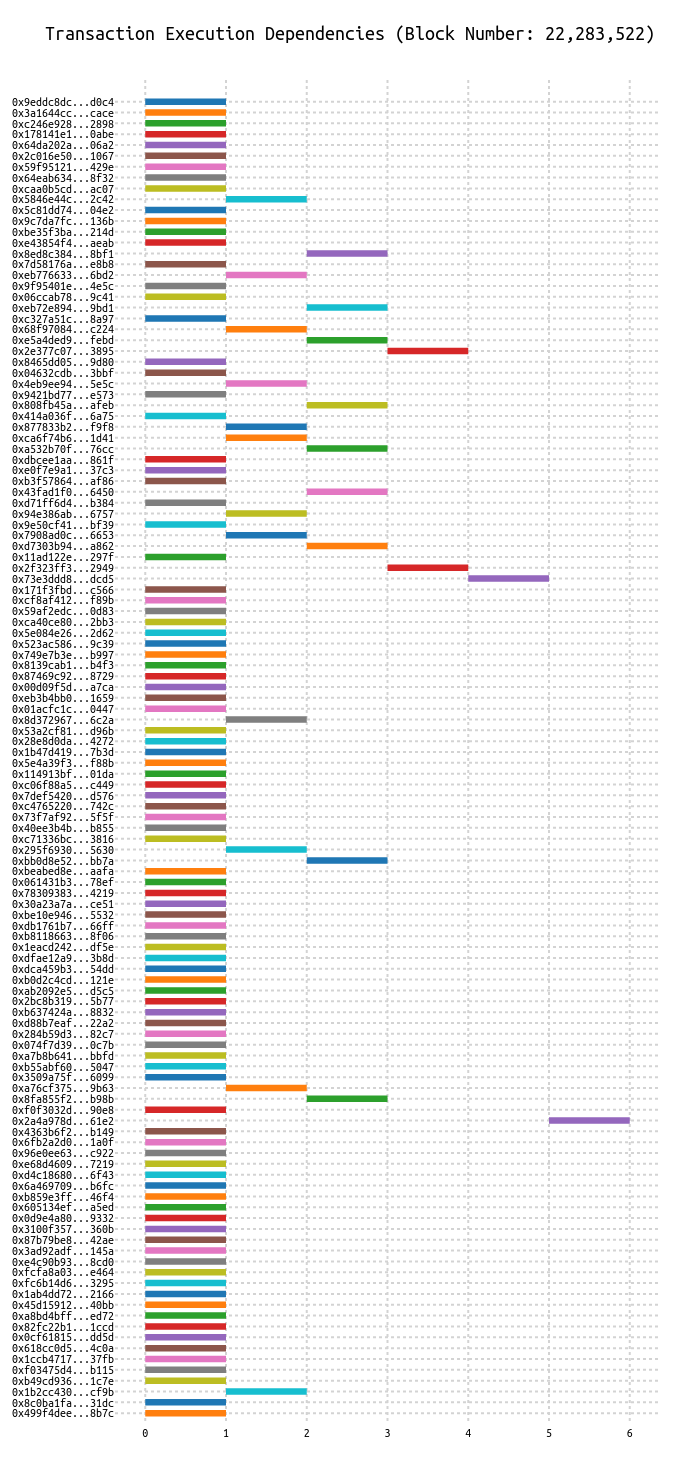 Transaction Execution Dependencies (Block Number: 22,283,522)
0x9eddc8dc...d0c4
0x3a1644cc...cace
0xc246e928...2898
0x178141e1...0abe
0x64da202a...06a2
0x2c016e50...1067
0x59f95121...429e
0x64eab634...8f32
0xcaa0b5cd...ac07
0x5846e44c...2c42
0x5c81dd74...04e2
0x9c7da7fc...136b
0xbe35f3ba...214d
0xe43854f4...aeab
0x8ed8c384...8bf1
0x7d58176a...e8b8
0xeb776633...6bd2
0x9f95401e...4e5c
0x06ccab78...9c41
0xeb72e894...9bd1
0xc327a51c...8a97
0x68f97084...c224
0xe5a4ded9...febd
0x2e377c07...3895
0x8465dd05...9d80
0x04632cdb...3bbf
0x4eb9ee94...5e5c
0x9421bd77...e573
0x808fb45a...afeb
0x414a036f...6a75
0x877833b2...f9f8
0xca6f74b6...1d41
0xa532b70f...76cc
0xdbcee1aa...861f
0xe0f7e9a1...37c3
0xb3f57864...af86
0x43fad1f0...6450
0xd71ff6d4...b384
0x94e386ab...6757
0x9e50cf41...bf39
0x7908ad0c...6653
0xd7303b94...a862
0x11ad122e...297f
0x2f323ff3...2949
0x73e3ddd8...dcd5
0x171f3fbd...c566
0xcf8af412...f89b
0x59af2edc...0d83
0xca40ce80...2bb3
0x5e084e26...2d62
0x523ac586...9c39
0x749e7b3e...b997
0x8139cab1...b4f3
0x87469c92...8729
0x00d09f5d...a7ca
0xeb3b4bb0...1659
0x01acfc1c...0447
0x8d372967...6c2a
0x53a2cf81...d96b
0x28e8d0da...4272
0x1b47d419...7b3d
0x5e4a39f3...f88b
0x114913bf...01da
0xc06f88a5...c449
0x7def5420...d576
0xc4765220...742c
0x73f7af92...5f5f
0x40ee3b4b...b855
0xc71336bc...3816
0x295f6930...5630
0xbb0d8e52...bb7a
0xbeabed8e...aafa
0x061431b3...78ef
0x78309383...4219
0x30a23a7a...ce51
0xbe10e946...5532
0xdb1761b7...66ff
0xb8118663...8f06
0x1eacd242...df5e
0xdfae12a9...3b8d
0xdca459b3...54dd
0xb0d2c4cd...121e
0xab2092e5...d5c5
0x2bc8b319...5b77
0xb637424a...8832
0xd88b7eaf...22a2
0x284b59d3...82c7
0x074f7d39...0c7b
0xa7b8b641...bbfd
0xb55abf60...5047
0x3509a75f...6099
0xa76cf375...9b63
0x8fa855f2...b98b
0xf0f3032d...90e8
0x2a4a978d...61e2
0x4363b6f2...b149
0x6fb2a2d0...1a0f
0x96e0ee63...c922
0xe68d4609...7219
0xd4c18680...6f43
0x6a469709...b6fc
0xb859e3ff...46f4
0x605134ef...a5ed
0x0d9e4a80...9332
0x3100f357...360b
0x87b79be8...42ae
0x3ad92adf...145a
0xe4c90b93...8cd0
0xfcfa8a03...e464
0xfc6b14d6...3295
0x1ab4dd72...2166
0x45d15912...40bb
0xa8bd4bff...ed72
0x82fc22b1...1ccd
0x0cf61815...dd5d
0x618cc0d5...4c0a
0x1ccb4717...37fb
0xf03475d4...b115
0xb49cd936...1c7e
0x1b2cc430...cf9b
0x8c0ba1fa...31dc
0x499f4dee...8b7c
0 1 2 3 4 5 6